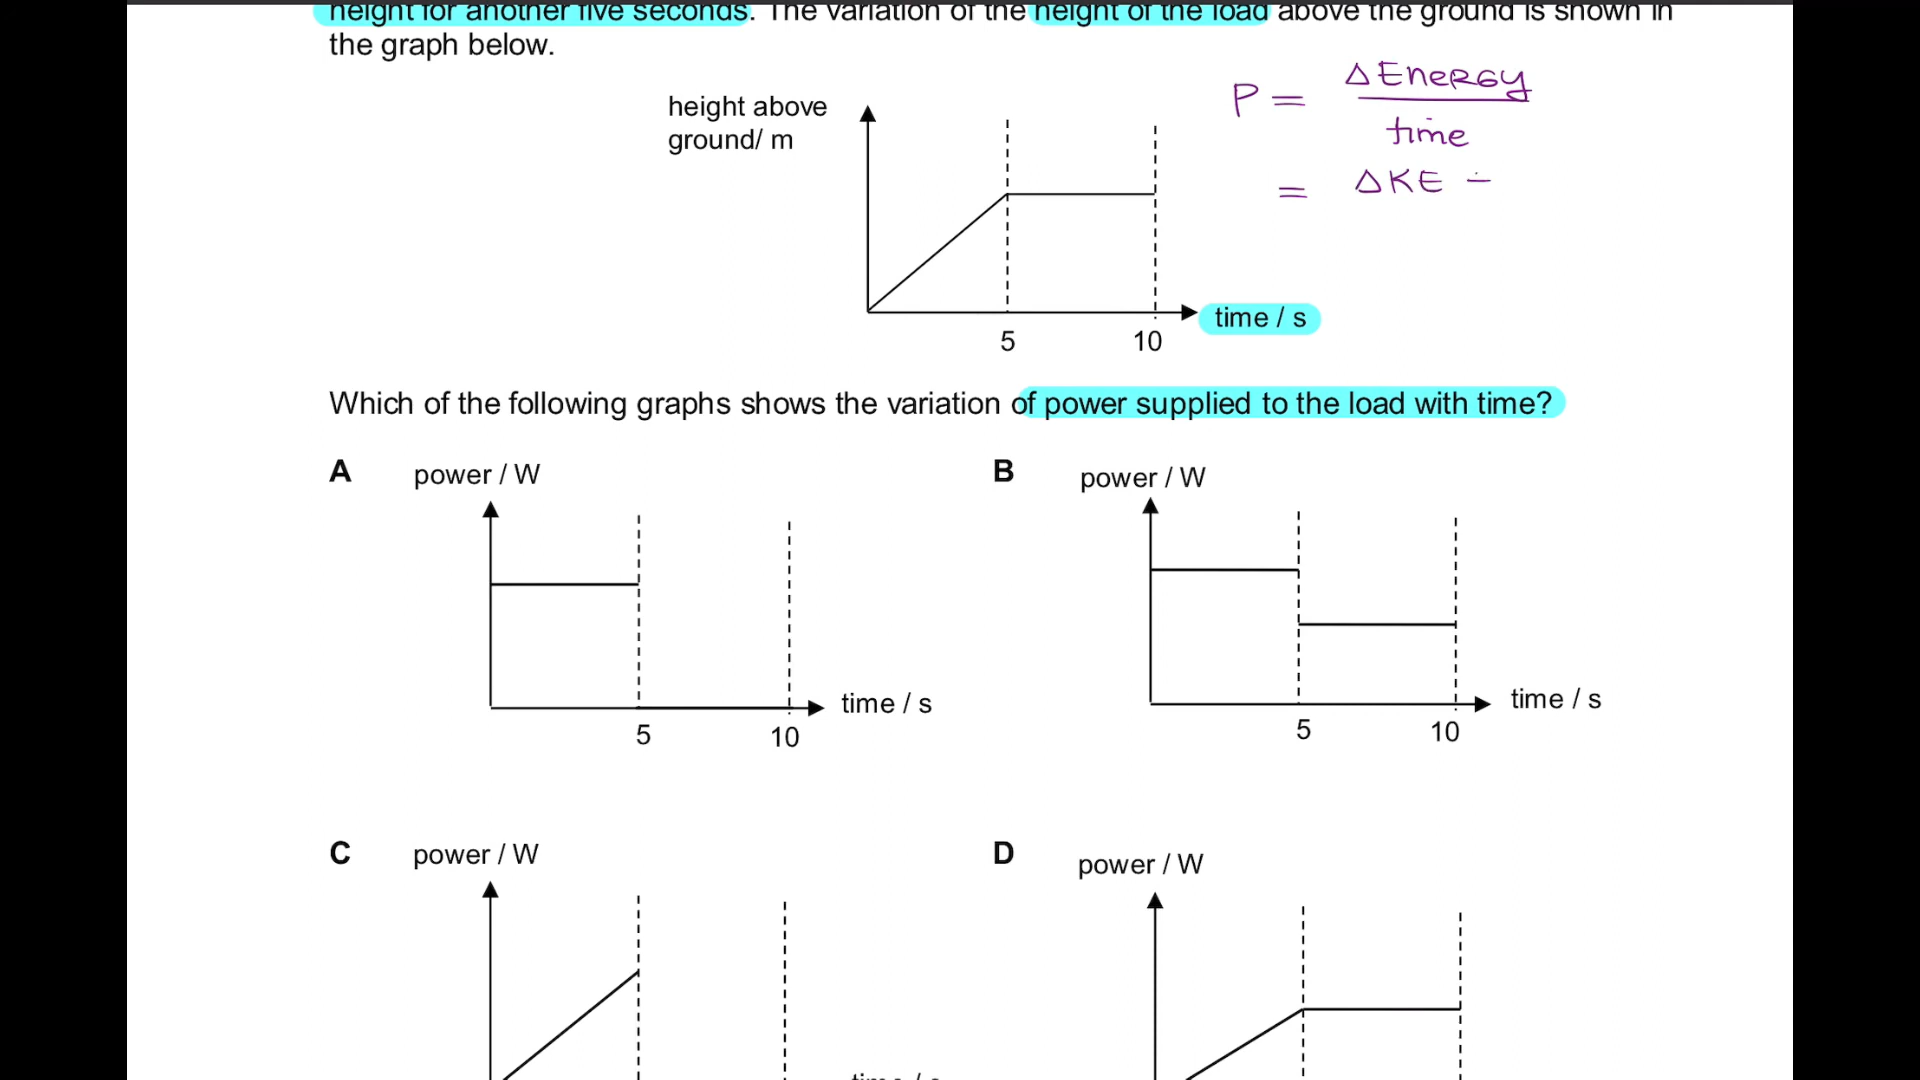 height for another five seconds. The variation of the height of the load above the ground is shown in
the graph below.
height above
ground/ m
P = ΔEnergy
time
= ΔKE -
time / s
5 10
Which of the following graphs shows the variation of power supplied to the load with time?
A power / W
B power / W
time / s
5 10
time / s
5 10
C power / W
D power / W